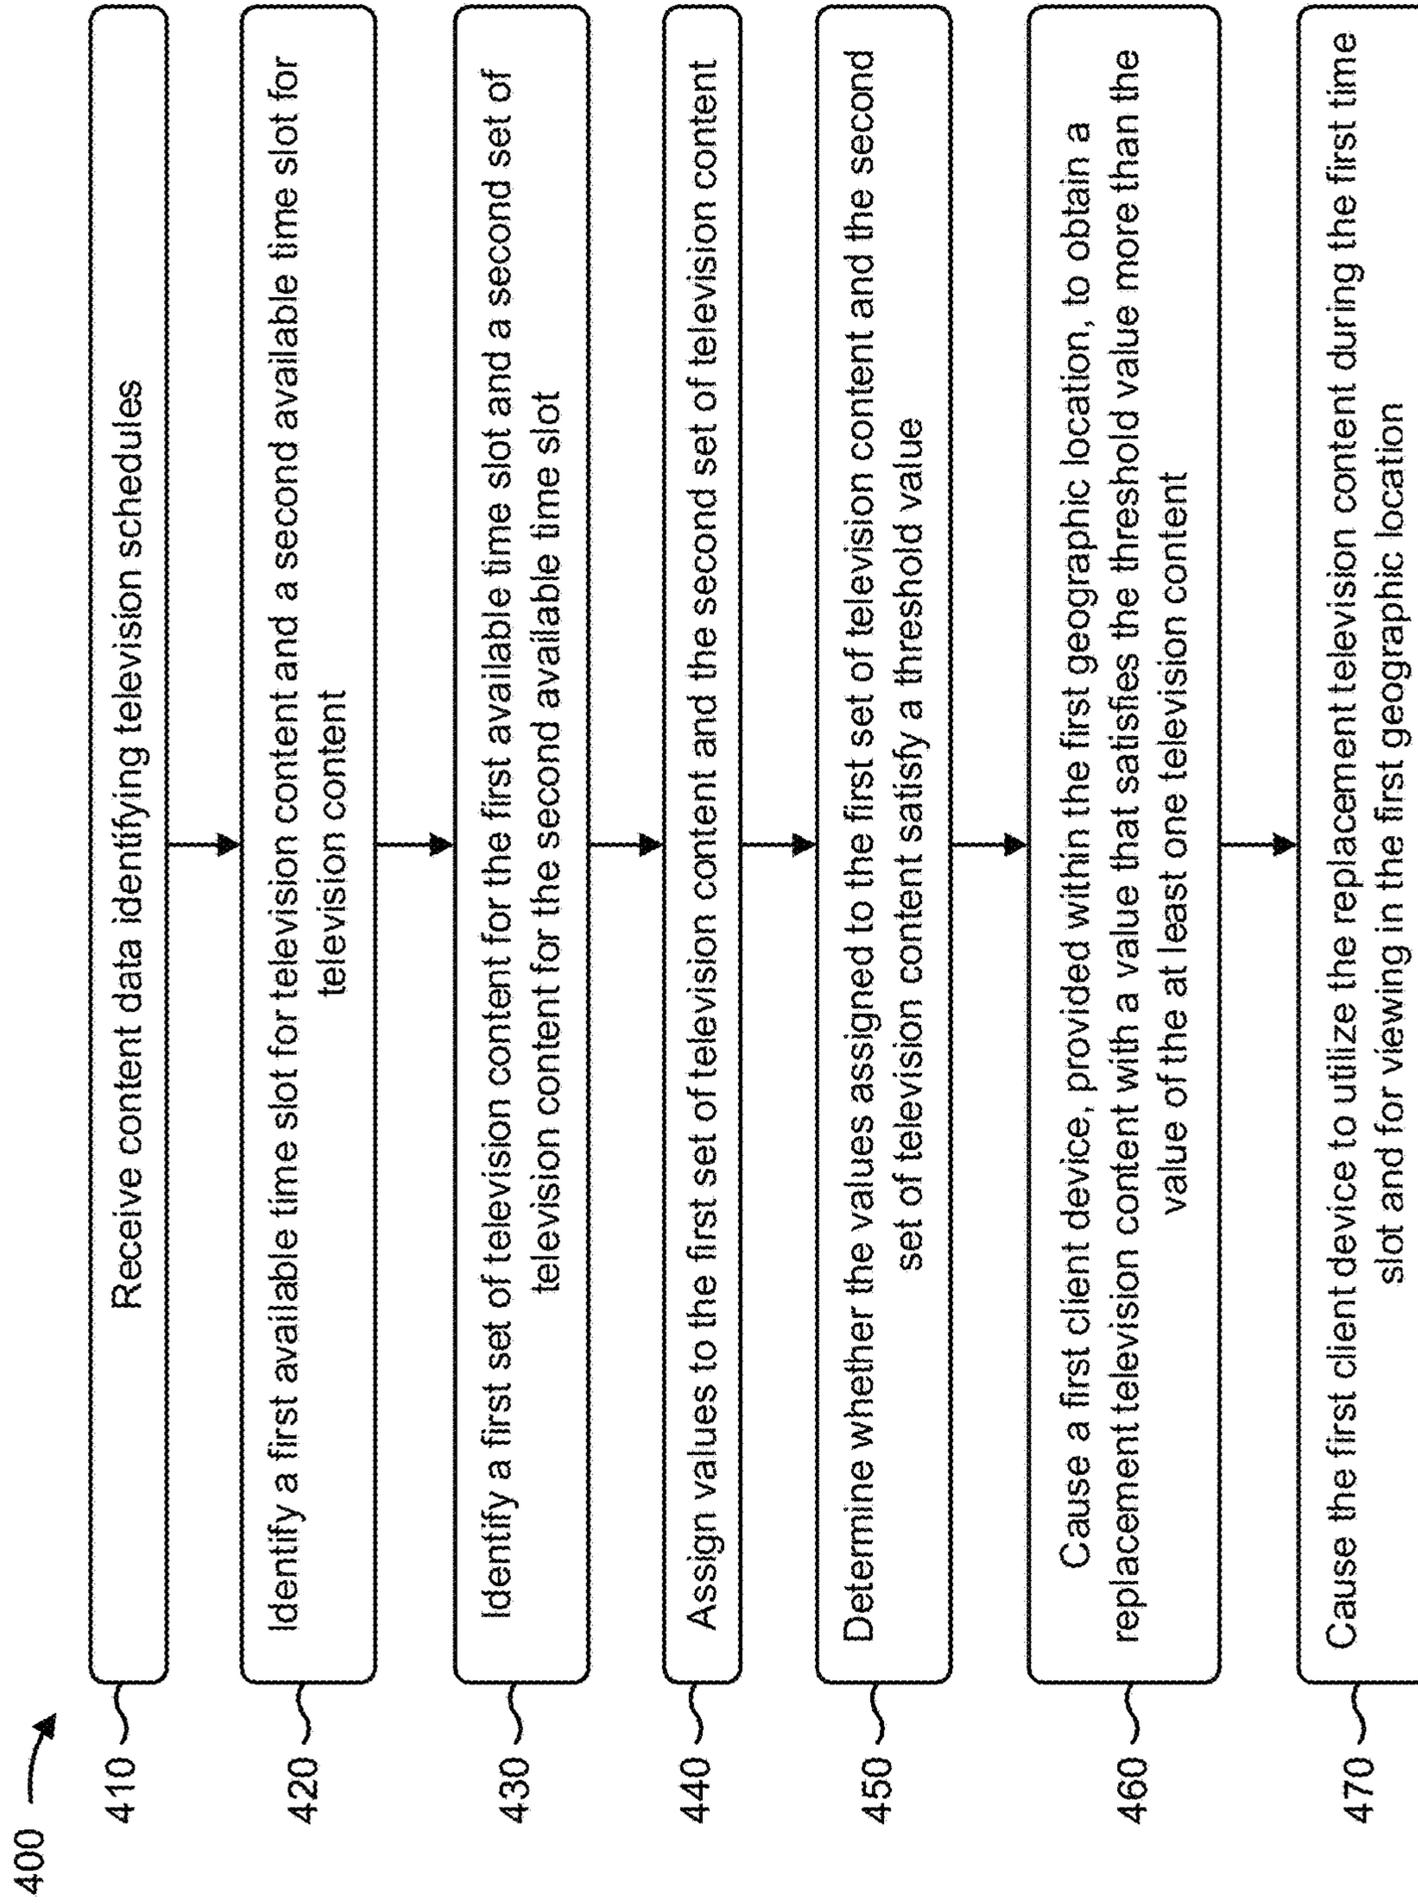 400
410
Receive content data identifying television schedules
420
Identify a first available time slot for television content and a second available time slot for
television content
430
Identify a first set of television content for the first available time slot and a second set of
television content for the second available time slot
440
Assign values to the first set of television content and the second set of television content
450
Determine whether the values assigned to the first set of television content and the second
set of television content satisfy a threshold value
460
Cause a first client device, provided within the first geographic location, to obtain a
replacement television content with a value that satisfies the threshold value more than the
value of the at least one television content
470
Cause the first client device to utilize the replacement television content during the first time
slot and for viewing in the first geographic location